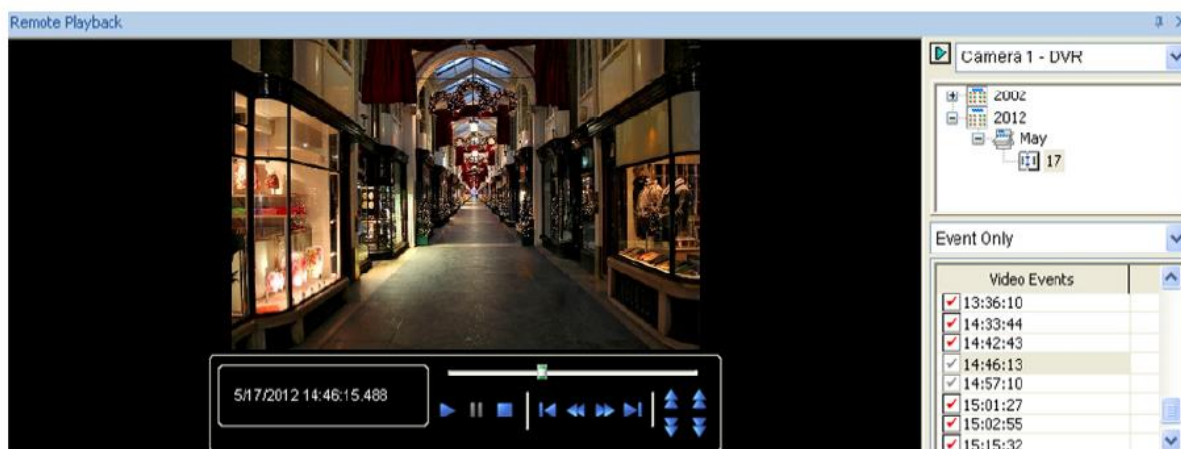 Remote Playback
Camera 1 - DVR
2002
2012
May
17
Event Only
Video Events
13:36:10
14:33:44
14:42:43
14:46:13
14:57:10
15:01:27
15:02:55
15:15:32
5/17/2012 14:46:15.488